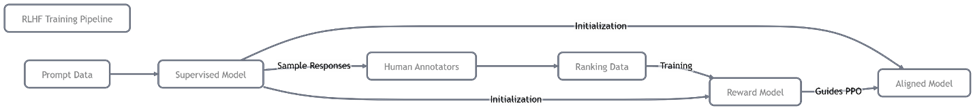 RLHF Training Pipeline
Initialization
Prompt Data
Supervised Model
Sample Responses
Human Annotators
Ranking Data
Training
Reward Model
Guides PPO
Aligned Model
Initialization